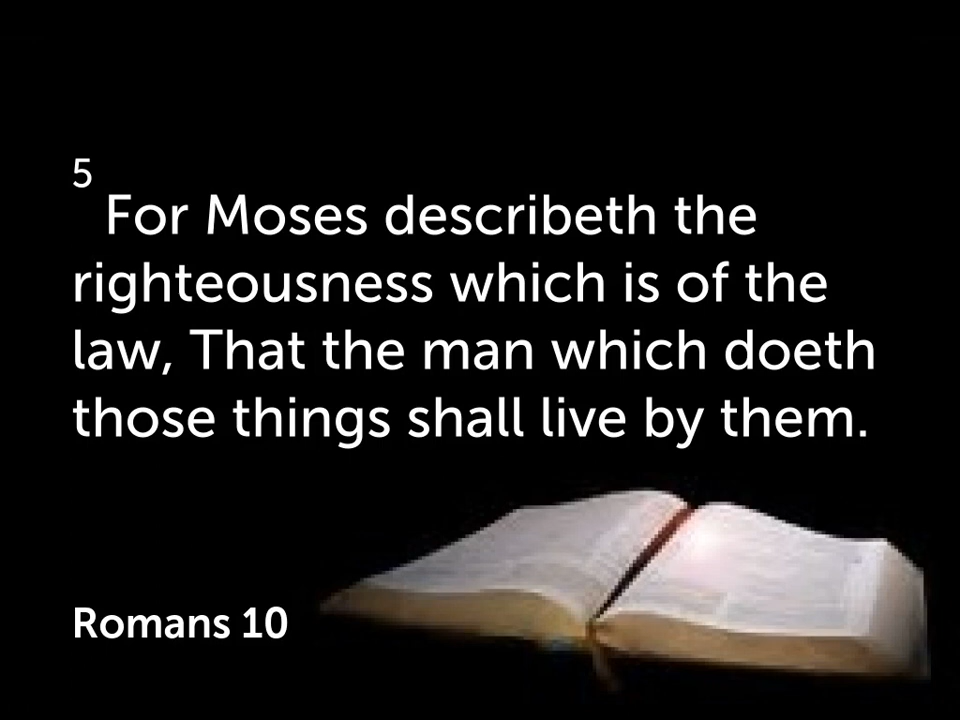 5
For Moses describeth the
righteousness which is of the
law, That the man which doeth
those things shall live by them.
Romans 10